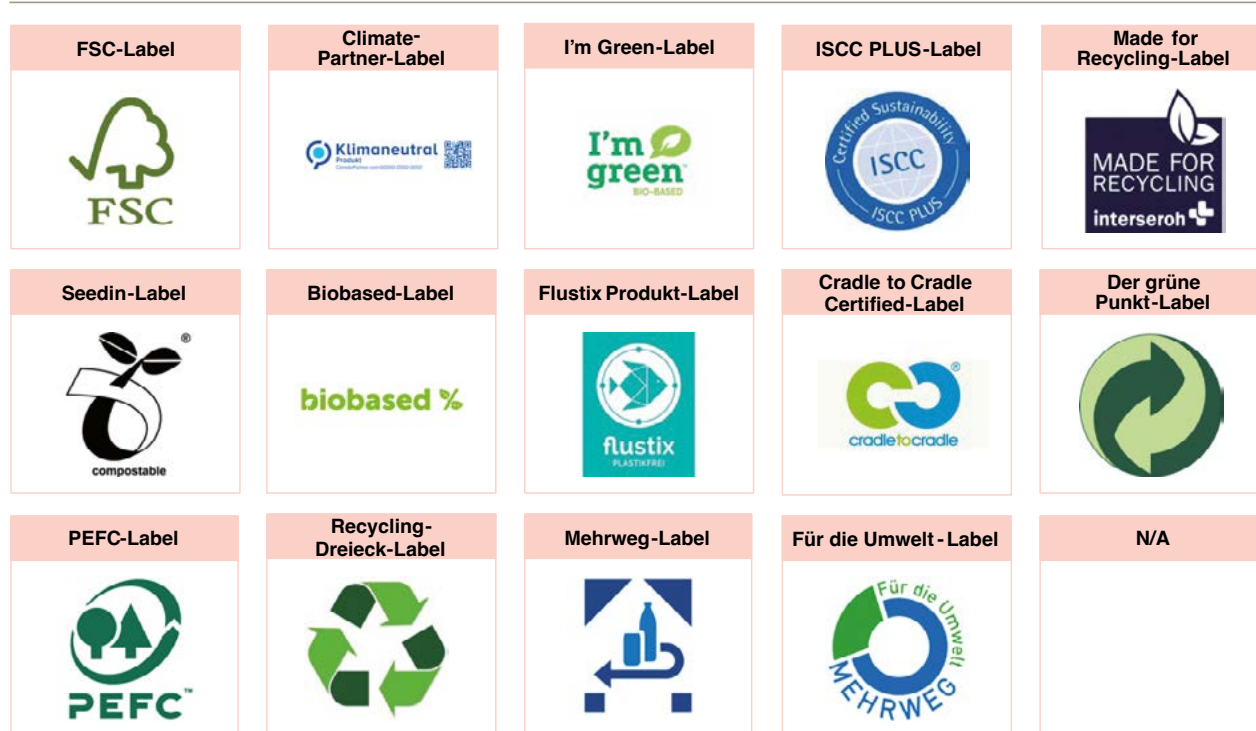 FSC-Label
Climate-
Partner-Label
I'm Green-Label
ISCC PLUS-Label
Made for
Recycling-Label
FSC
Klimaneutral
Produkt
I'm
green™
BIO-BASED
Certified Sustainability
ISCC
ISCC PLUS
MADE FOR
RECYCLING
interseroh
Seedin-Label
Biobased-Label
Flustix Produkt-Label
Cradle to Cradle
Certified-Label
Der grüne
Punkt-Label
®
compostable
biobased %
flustix
PLASTIKFREI
®
cradletocradle
PEFC-Label
Recycling-
Dreieck-Label
Mehrweg-Label
Für die Umwelt - Label
N/A
PEFC™
Für die Umwelt
MEHRWEG